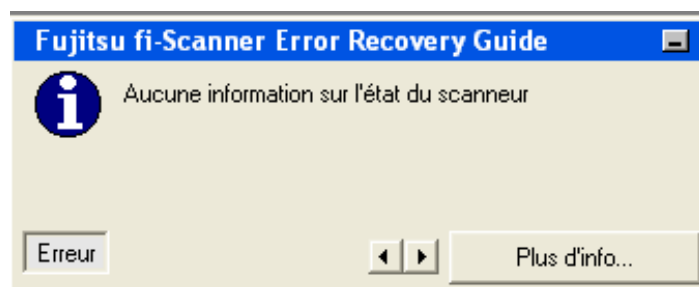 Fujitsu fi-Scanner Error Recovery Guide
Aucune information sur l'état du scanneur
Erreur
Plus d'info...